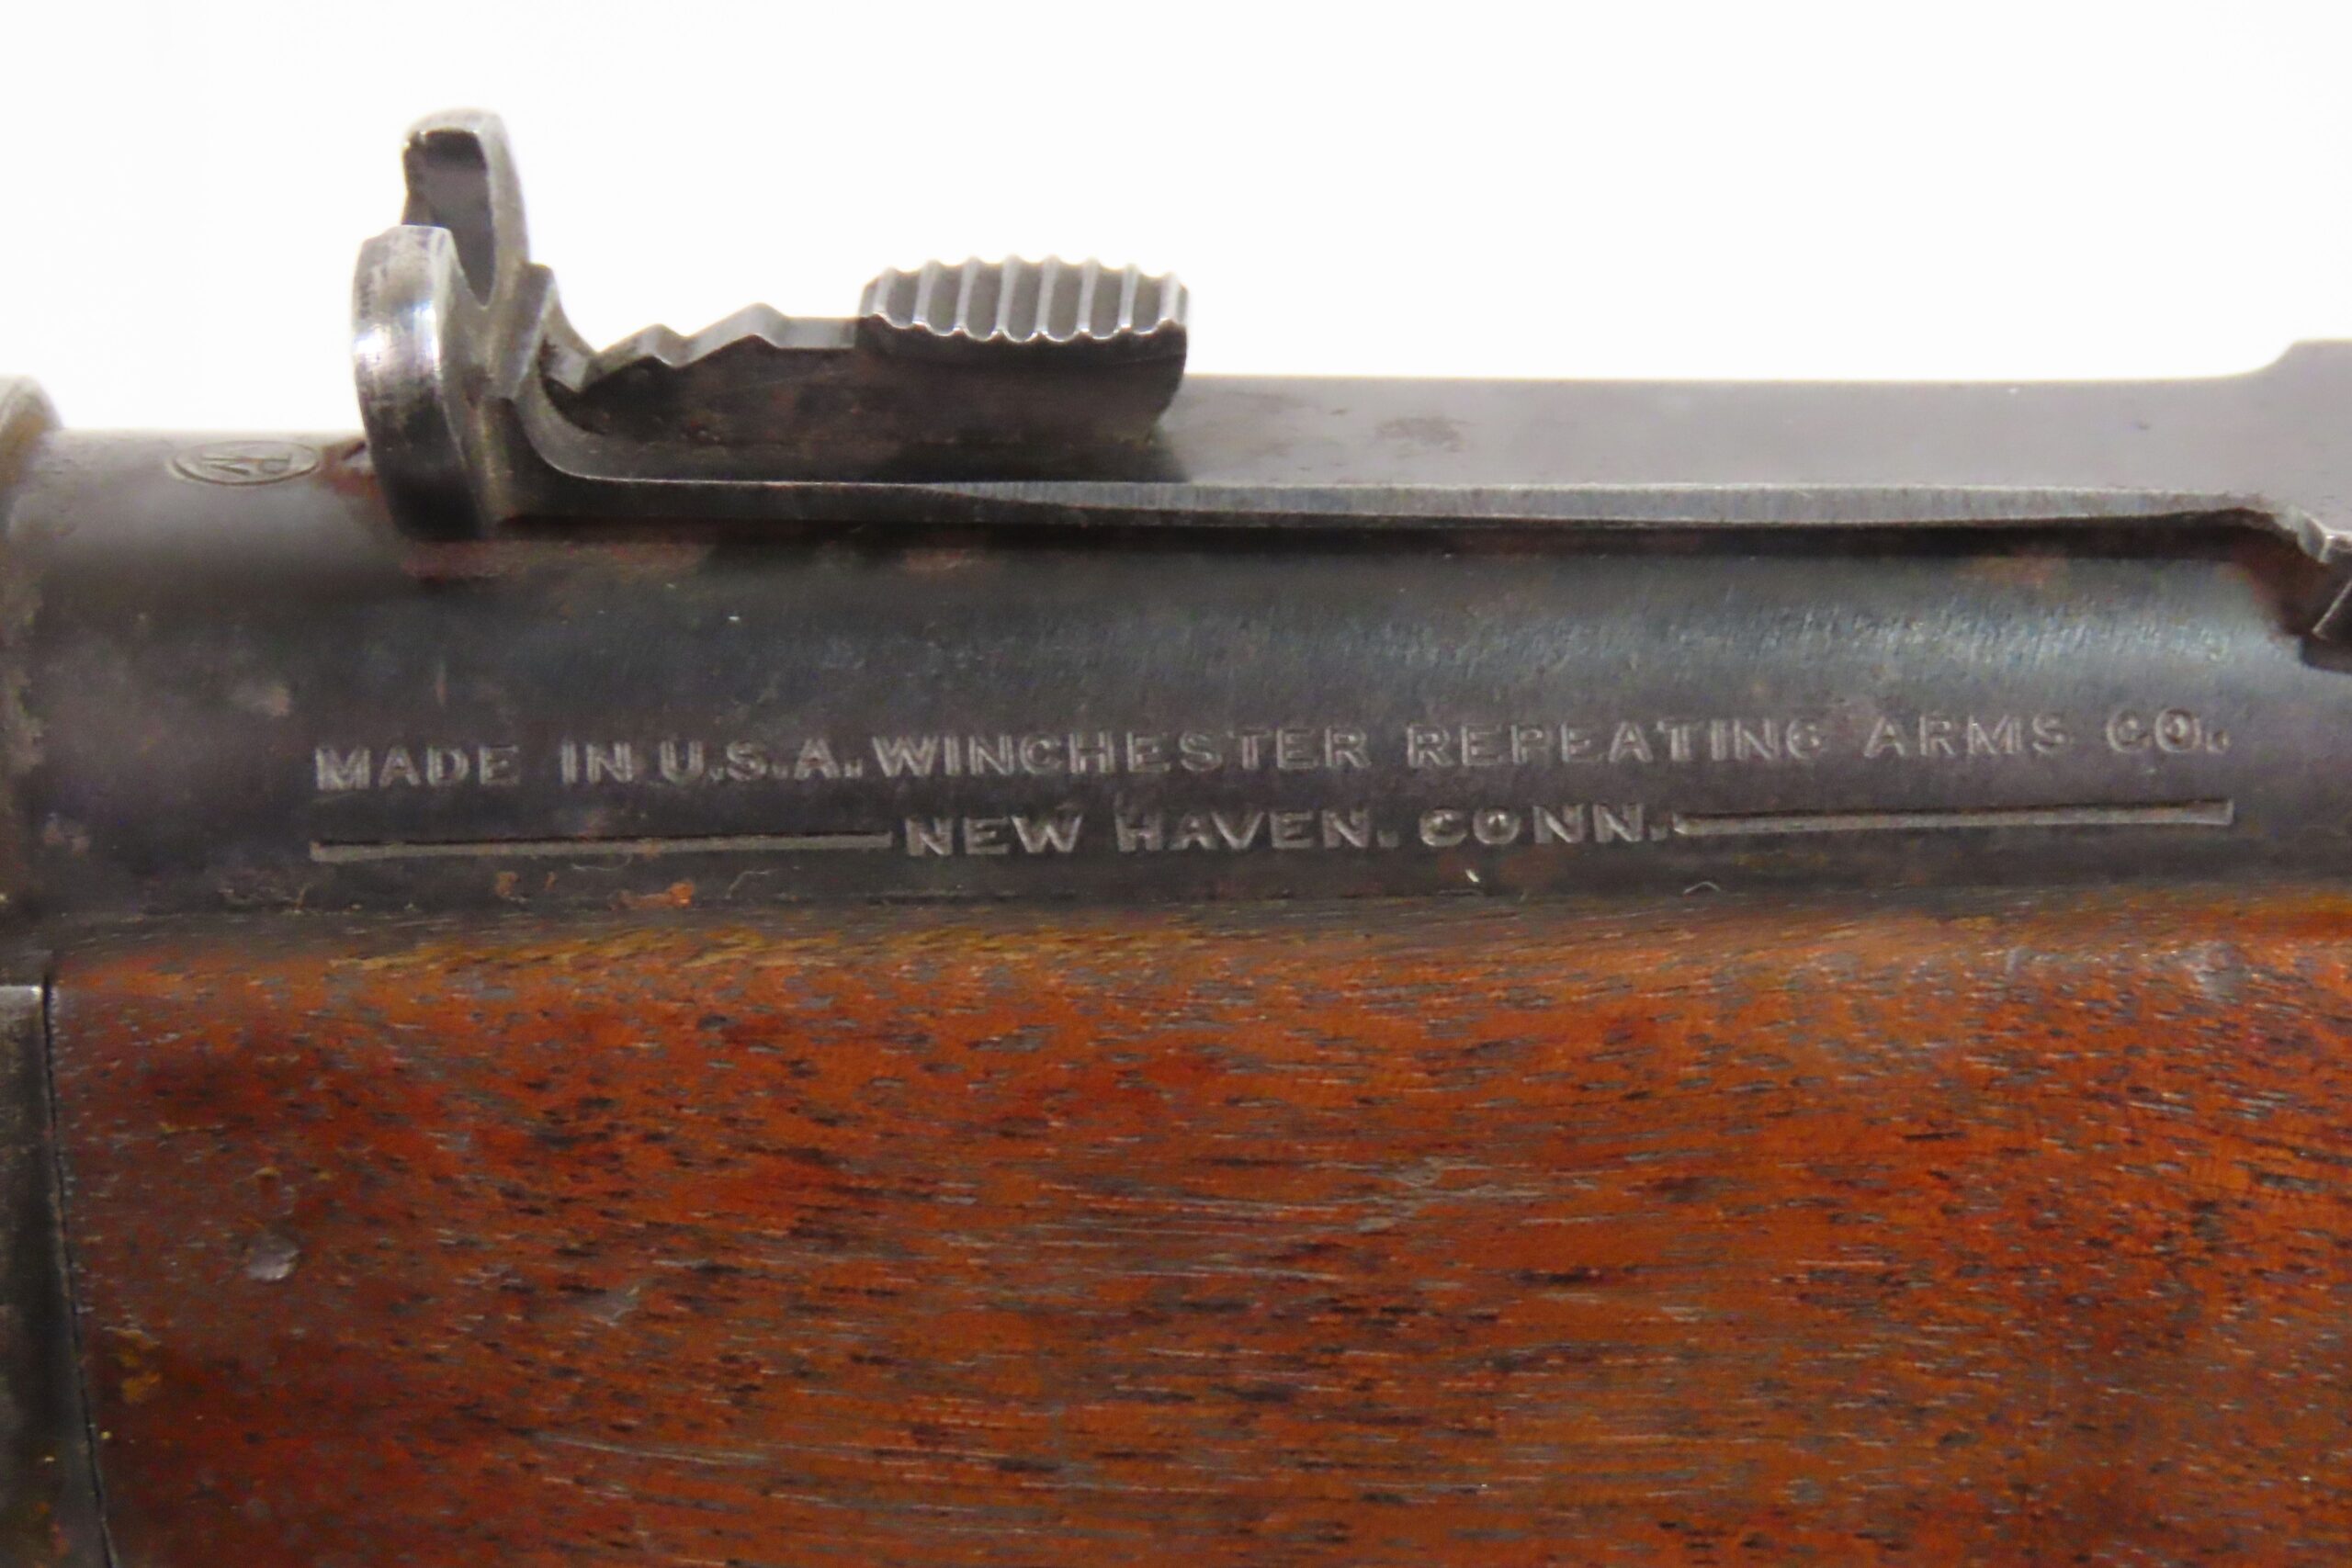 MADE IN U.S.A. WINCHESTER REPEATING ARMS CO.
NEW HAVEN. CONN.